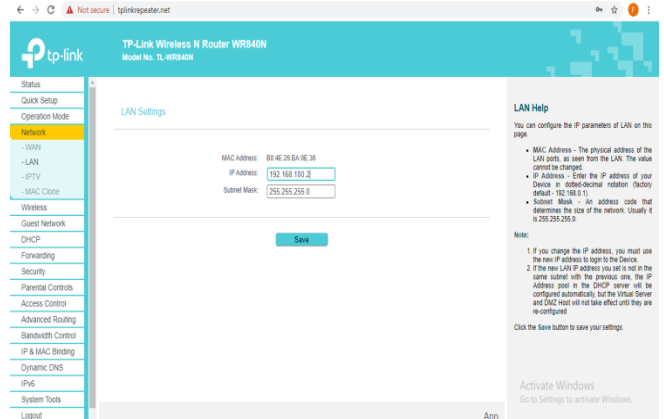 Not secure | tplinkrepeater.net
tp-link
TP-Link Wireless N Router WR840N
Model No. TL-WR840N
Status
Quick Setup
Operation Mode
Network
- WAN
- LAN
- IPTV
- MAC Clone
Wireless
Guest Network
DHCP
Forwarding
Security
Parental Controls
Access Control
Advanced Routing
Bandwidth Control
IP & MAC Binding
Dynamic DNS
IPv6
System Tools
Logout
LAN Settings
MAC Address: B0:4E:26:BA:0E:36
IP Address: 192.168.100.2
Subnet Mask: 255.255.255.0
Save
App
LAN Help
You can configure the IP parameters of LAN on this
page.
• MAC Address - The physical address of the
LAN ports, as seen from the LAN. The value
cannot be changed.
• IP Address - Enter the IP address of your
Device in dotted-decimal notation (factory
default - 192.168.0.1).
• Subnet Mask - An address code that
determines the size of the network. Usually it
is 255.255.255.0.
Note:
1. If you change the IP address, you must use
the new IP address to login to the Device.
2. If the new LAN IP address you set is not in the
same subnet with the previous one, the IP
Address pool in the DHCP server will be
configured automatically, but the Virtual Server
and DMZ Host will not take effect until they are
re-configured
Click the Save button to save your settings.
Activate Windows
Go to Settings to activate Windows.